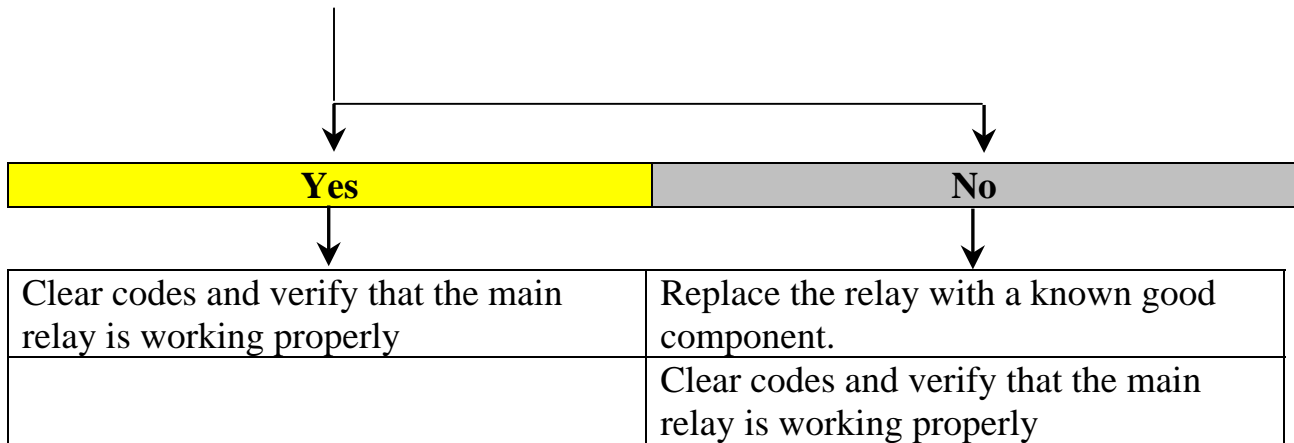 Yes
No
Clear codes and verify that the main
relay is working properly
Replace the relay with a known good
component.
Clear codes and verify that the main
relay is working properly